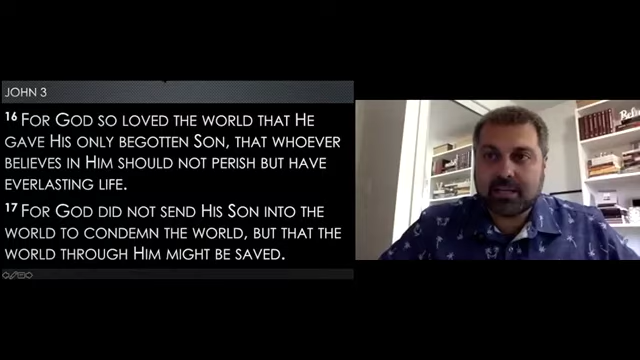 JOHN 3
16 FOR GOD SO LOVED THE WORLD THAT HE
GAVE HIS ONLY BEGOTTEN SON, THAT WHOEVER
BELIEVES IN HIM SHOULD NOT PERISH BUT HAVE
EVERLASTING LIFE.
17 FOR GOD DID NOT SEND HIS SON INTO THE
WORLD TO CONDEMN THE WORLD, BUT THAT THE
WORLD THROUGH HIM MIGHT BE SAVED.